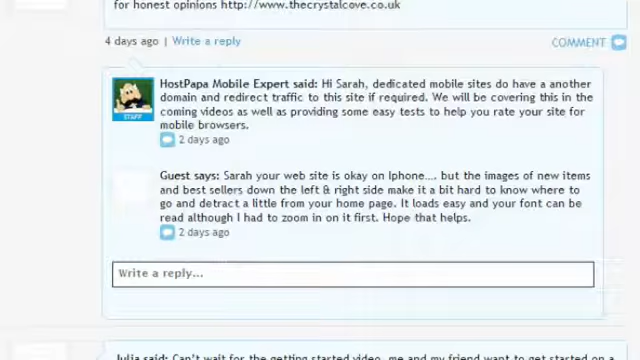 for honest opinions http://www.thecrystalcove.co.uk
4 days ago | Write a reply
COMMENT
HostPapa Mobile Expert said: Hi Sarah, dedicated mobile sites do have a another
domain and redirect traffic to this site if required. We will be covering this in the
coming videos as well as providing some easy tests to help you rate your site for
mobile browsers.
STAFF
2 days ago
Guest says: Sarah your web site is okay on Iphone.... but the images of new items
and best sellers down the left & right side make it a bit hard to know where to
go and detract a little from your home page. It loads easy and your font can be
read although I had to zoom in on it first. Hope that helps.
2 days ago
Write a reply...
Julia said: Can't wait for the getting started video, me and my friend want to get started on a